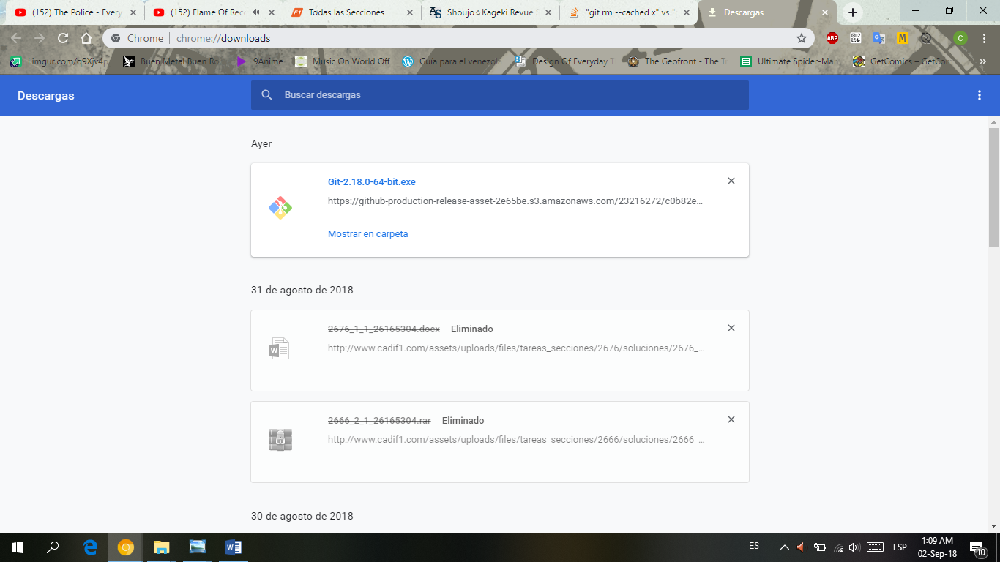 (152) The Police - Every
(152) Flame Of Reco
Todas las Secciones
Shoujo☆Kageki Revue S
"git rm --cached x" vs "
Descargas
Chrome
chrome://downloads
ABP
M
C
i.imgur.com/q9Xjv4p
Buen Metal Buen Ro
9Anime
Music On World Off
Guía para el venezola
Design Of Everyday T
The Geofront - The Tr
Ultimate Spider-Man
GetComics – GetCom
»
Descargas
Buscar descargas
Ayer
Git-2.18.0-64-bit.exe
https://github-production-release-asset-2e65be.s3.amazonaws.com/23216272/c0b82e…
Mostrar en carpeta
31 de agosto de 2018
2676_1_1_26165304.docx Eliminado
http://www.cadif1.com/assets/uploads/files/tareas_secciones/2676/soluciones/2676_…
2666_2_1_26165304.rar Eliminado
http://www.cadif1.com/assets/uploads/files/tareas_secciones/2666/soluciones/2666_…
30 de agosto de 2018
ES
ESP
1:09 AM
02-Sep-18
10